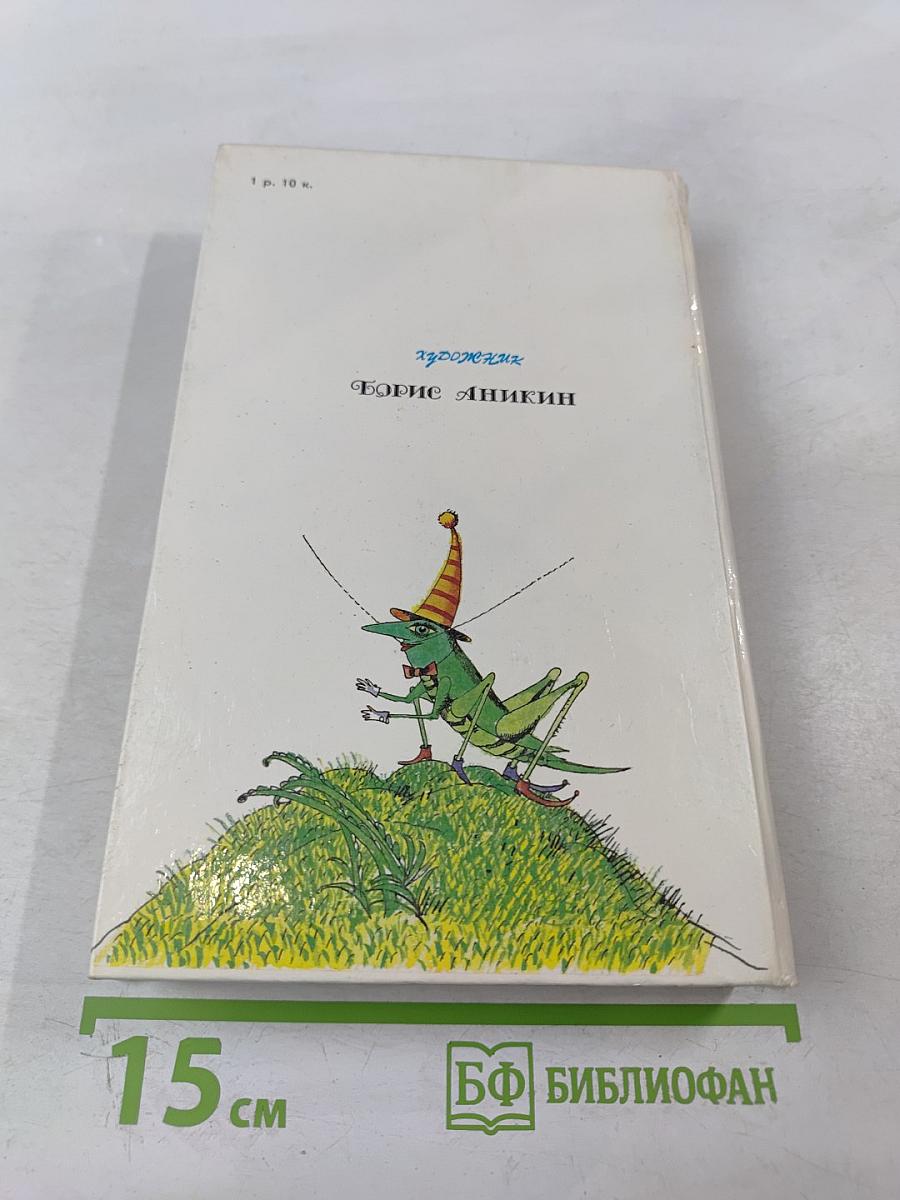 1 р. 10 к.
художник
Борис Аникин
15 см
БФ БИБЛИОФАН